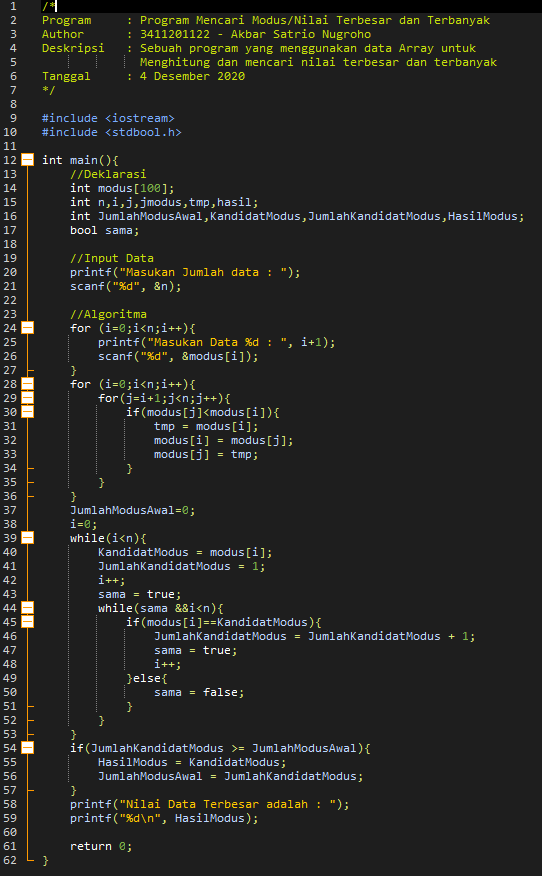 1 /*
2 Program : Program Mencari Modus/Nilai Terbesar dan Terbanyak
3 Author : 3411201122 - Akbar Satrio Nugroho
4 Deskripsi : Sebuah program yang menggunakan data Array untuk
5 Menghitung dan mencari nilai terbesar dan terbanyak
6 Tanggal : 4 Desember 2020
7 */
8
9 #include <iostream>
10 #include <stdbool.h>
11
12 int main(){
13 //Deklarasi
14 int modus[100];
15 int n,i,j,jmodus,tmp,hasil;
16 int JumlahModusAwal,KandidatModus,JumlahKandidatModus,HasilModus;
17 bool sama;
18
19 //Input Data
20 printf("Masukan Jumlah data : ");
21 scanf("%d", &n);
22
23 //Algoritma
24 for (i=0;i<n;i++){
25 printf("Masukan Data %d : ", i+1);
26 scanf("%d", &modus[i]);
27 }
28 for (i=0;i<n;i++){
29 for(j=i+1;j<n;j++){
30 if(modus[j]<modus[i]){
31 tmp = modus[i];
32 modus[i] = modus[j];
33 modus[j] = tmp;
34 }
35 }
36 }
37 JumlahModusAwal=0;
38 i=0;
39 while(i<n){
40 KandidatModus = modus[i];
41 JumlahKandidatModus = 1;
42 i++;
43 sama = true;
44 while(sama &&i<n){
45 if(modus[i]==KandidatModus){
46 JumlahKandidatModus = JumlahKandidatModus + 1;
47 sama = true;
48 i++;
49 }else{
50 sama = false;
51 }
52 }
53 }
54 if(JumlahKandidatModus >= JumlahModusAwal){
55 HasilModus = KandidatModus;
56 JumlahModusAwal = JumlahKandidatModus;
57 }
58 printf("Nilai Data Terbesar adalah : ");
59 printf("%d\n", HasilModus);
60
61 return 0;
62 }